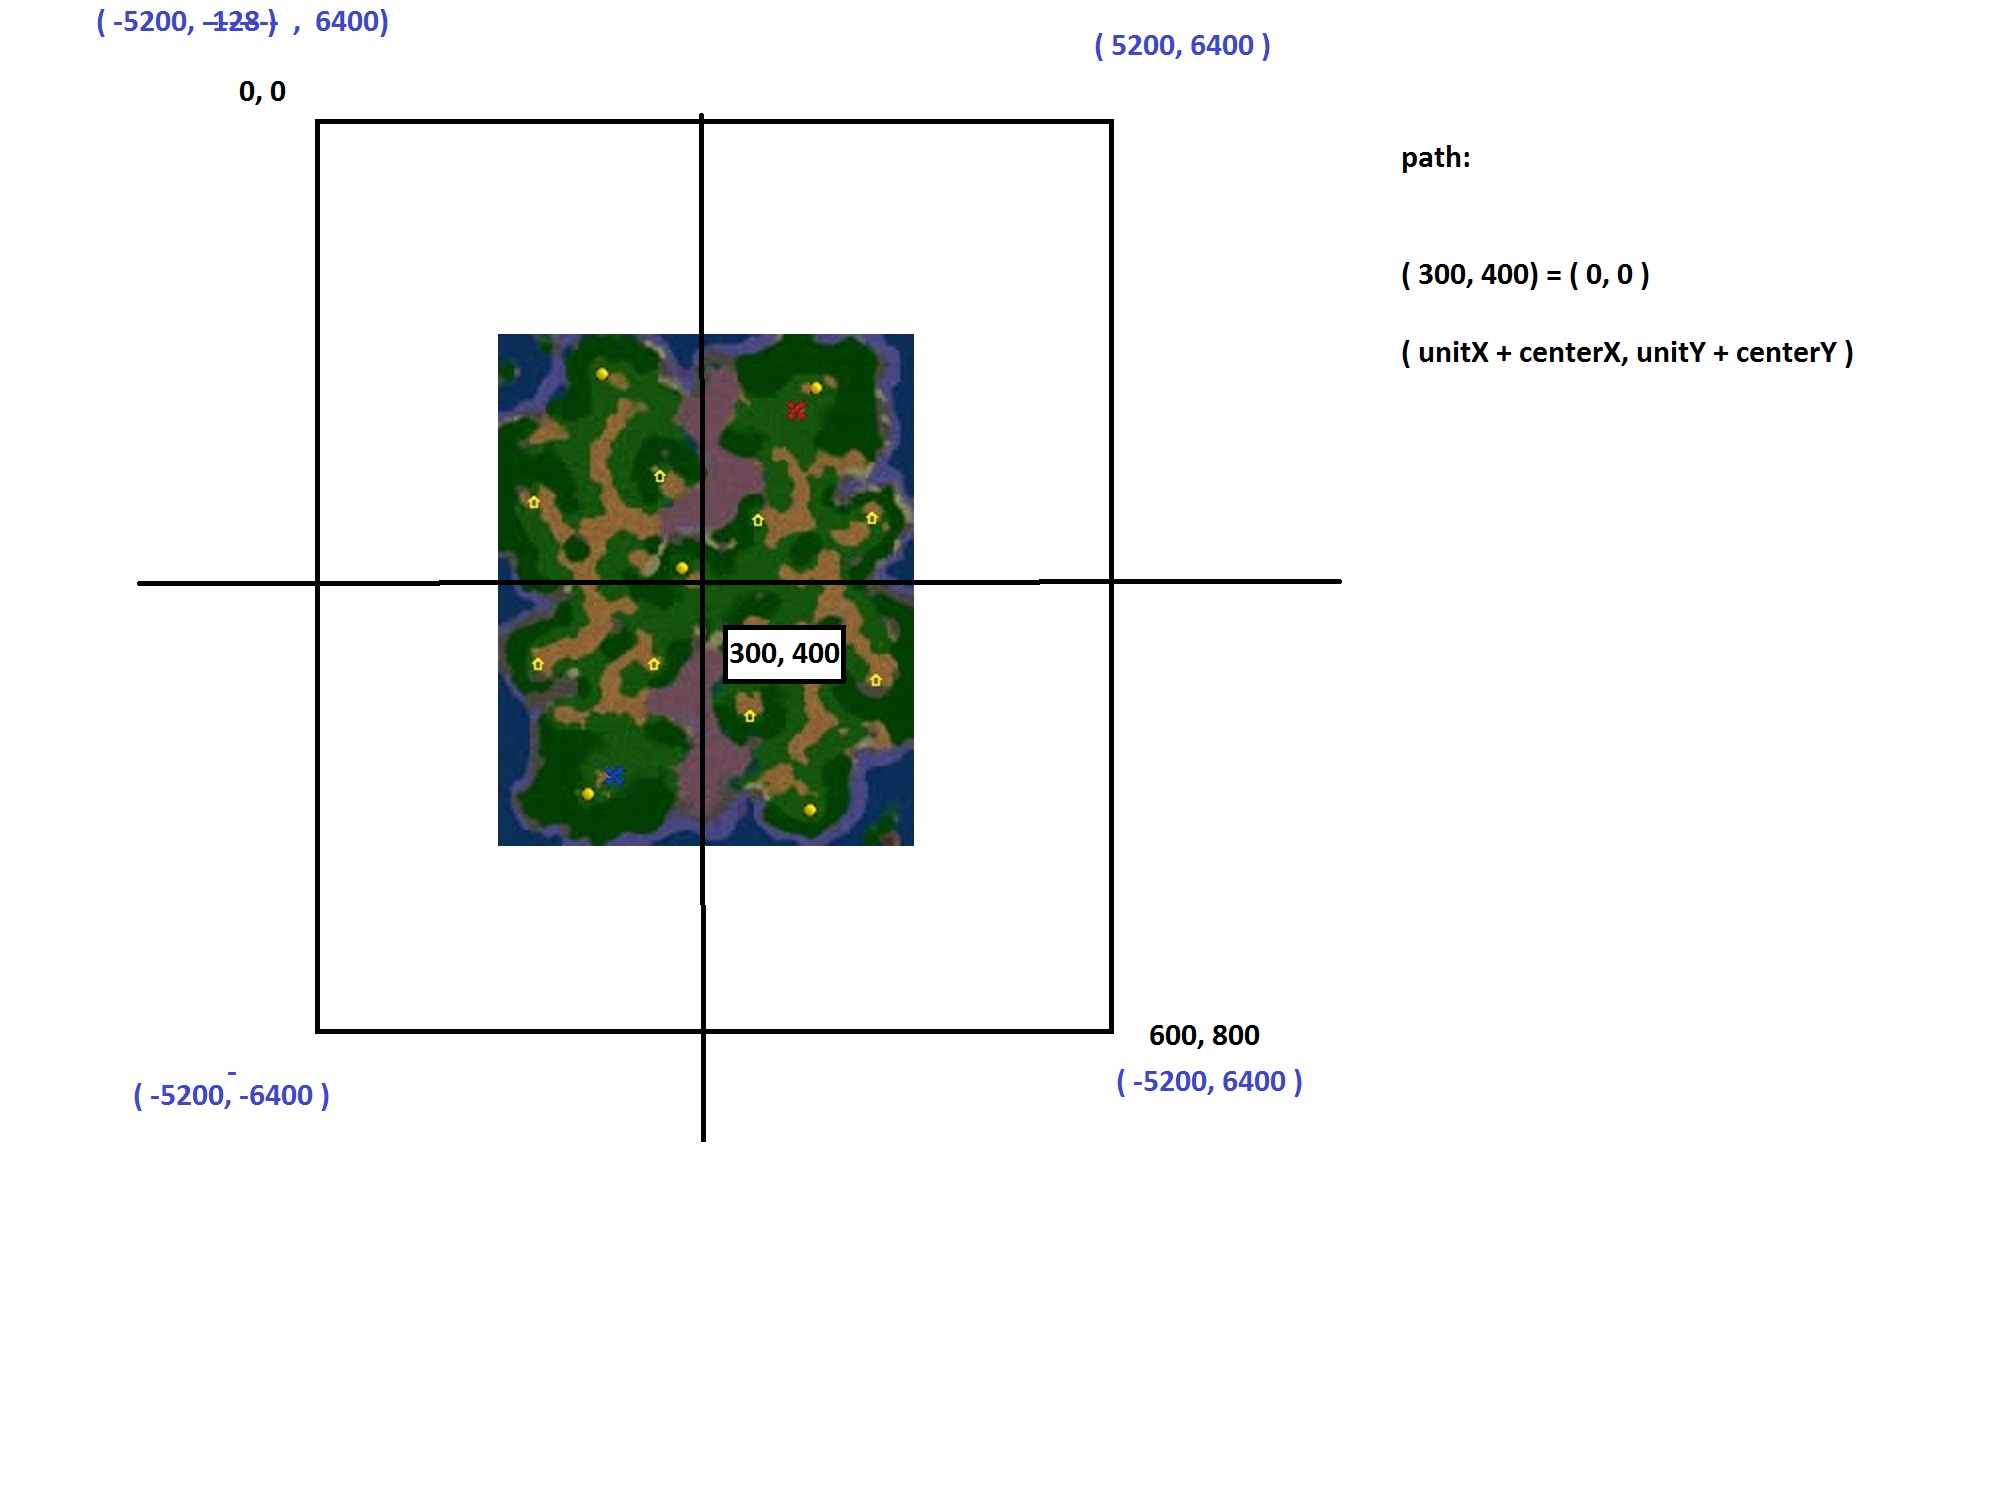 ( -5200, -128 ) , 6400)
( 5200, 6400 )
0, 0
path:
( 300, 400) = ( 0, 0 )
( unitX + centerX, unitY + centerY )
300, 400
600, 800
( -5200, 6400 )
-
( -5200, -6400 )